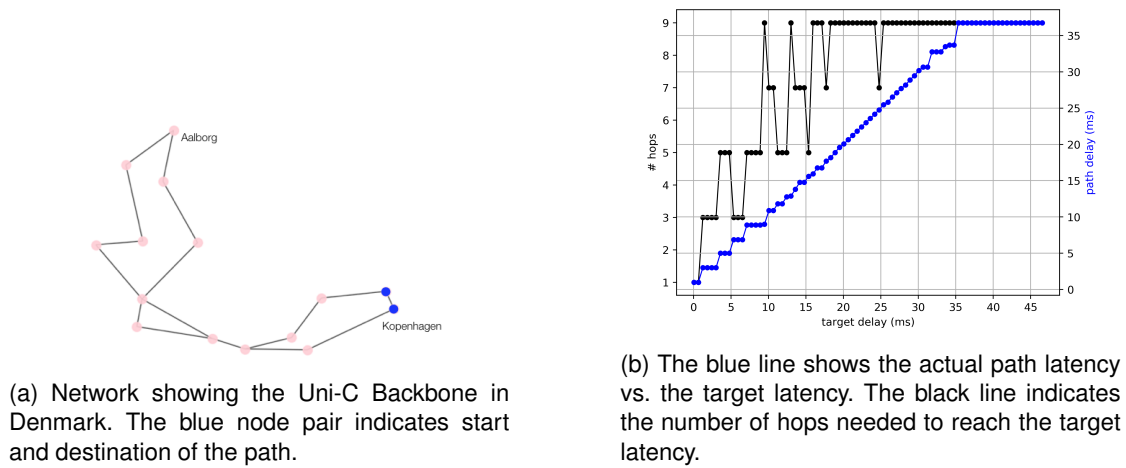 Aalborg
Kopenhagen
(a) Network showing the Uni-C Backbone in
Denmark. The blue node pair indicates start
and destination of the path.
9
8
7
6
5
4
3
2
1
# hops
35
30
25
20
15
10
5
0
path delay (ms)
0 5 10 15 20 25 30 35 40 45
target delay (ms)
(b) The blue line shows the actual path latency
vs. the target latency. The black line indicates
the number of hops needed to reach the target
latency.